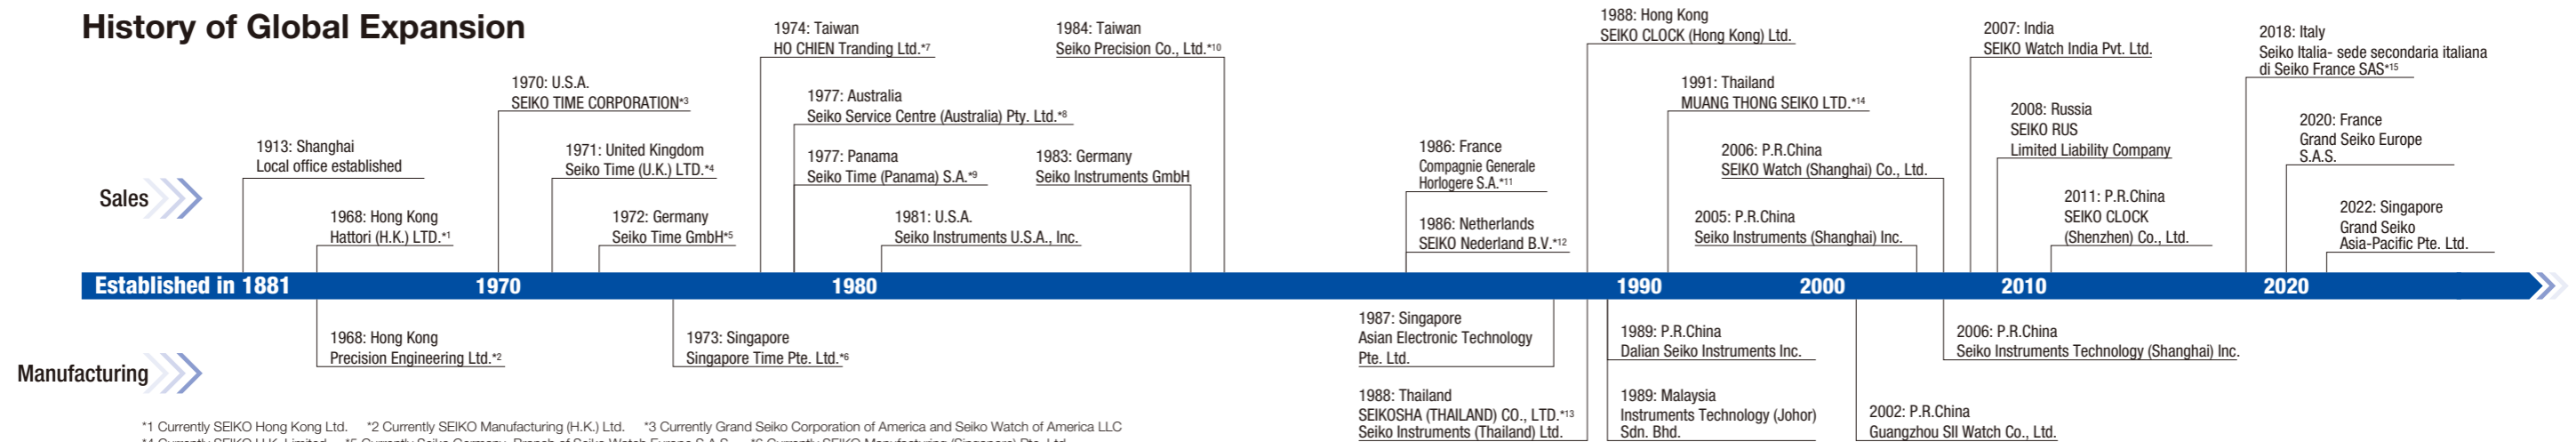 History of Global Expansion
1974: Taiwan
HO CHIEN Tranding Ltd.*7
1984: Taiwan
Seiko Precision Co., Ltd.*10
1988: Hong Kong
SEIKO CLOCK (Hong Kong) Ltd.
2007: India
SEIKO Watch India Pvt. Ltd.
2018: Italy
Seiko Italia- sede secondaria italiana
di Seiko France SAS*15
1970: U.S.A.
SEIKO TIME CORPORATION*3
1977: Australia
Seiko Service Centre (Australia) Pty. Ltd.*8
1991: Thailand
MUANG THONG SEIKO LTD.*14
2008: Russia
SEIKO RUS
Limited Liability Company
2020: France
Grand Seiko Europe
S.A.S.
1913: Shanghai
Local office established
1971: United Kingdom
Seiko Time (U.K.) LTD.*4
1977: Panama
Seiko Time (Panama) S.A.*9
1983: Germany
Seiko Instruments GmbH
1986: France
Compagnie Generale
Horlogere S.A.*11
2006: P.R.China
SEIKO Watch (Shanghai) Co., Ltd.
Sales
1968: Hong Kong
Hattori (H.K.) LTD.*1
1972: Germany
Seiko Time GmbH*5
1981: U.S.A.
Seiko Instruments U.S.A., Inc.
1986: Netherlands
SEIKO Nederland B.V.*12
2005: P.R.China
Seiko Instruments (Shanghai) Inc.
2011: P.R.China
SEIKO CLOCK
(Shenzhen) Co., Ltd.
2022: Singapore
Grand Seiko
Asia-Pacific Pte. Ltd.
Established in 1881
1970
1980
1990
2000
2010
2020
Manufacturing
1968: Hong Kong
Precision Engineering Ltd.*2
1973: Singapore
Singapore Time Pte. Ltd.*6
1987: Singapore
Asian Electronic Technology
Pte. Ltd.
1989: P.R.China
Dalian Seiko Instruments Inc.
2006: P.R.China
Seiko Instruments Technology (Shanghai) Inc.
1988: Thailand
SEIKOSHA (THAILAND) CO., LTD.*13
Seiko Instruments (Thailand) Ltd.
1989: Malaysia
Instruments Technology (Johor)
Sdn. Bhd.
2002: P.R.China
Guangzhou SII Watch Co., Ltd.
*1 Currently SEIKO Hong Kong Ltd. *2 Currently SEIKO Manufacturing (H.K.) Ltd. *3 Currently Grand Seiko Corporation of America and Seiko Watch of America LLC